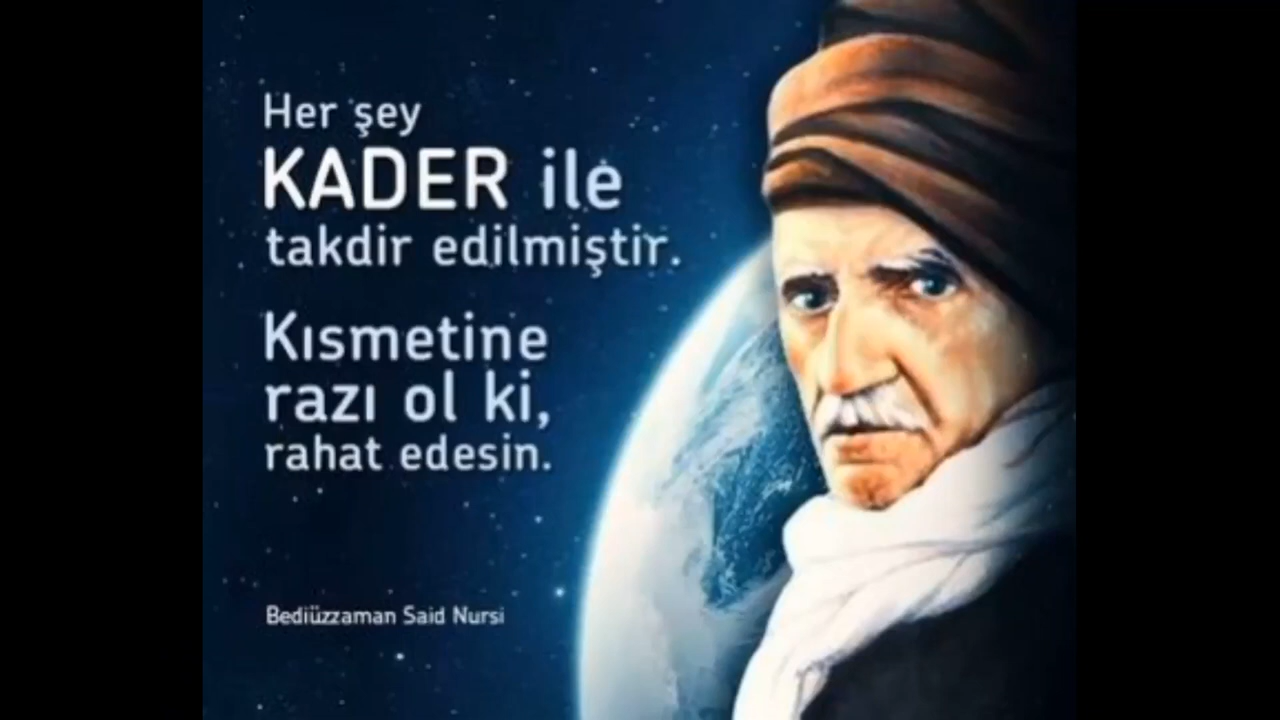 Her şey
KADER ile
takdir edilmiştir.
Kısmetine
razı ol ki,
rahat edesin.
Bediüzzaman Said Nursi